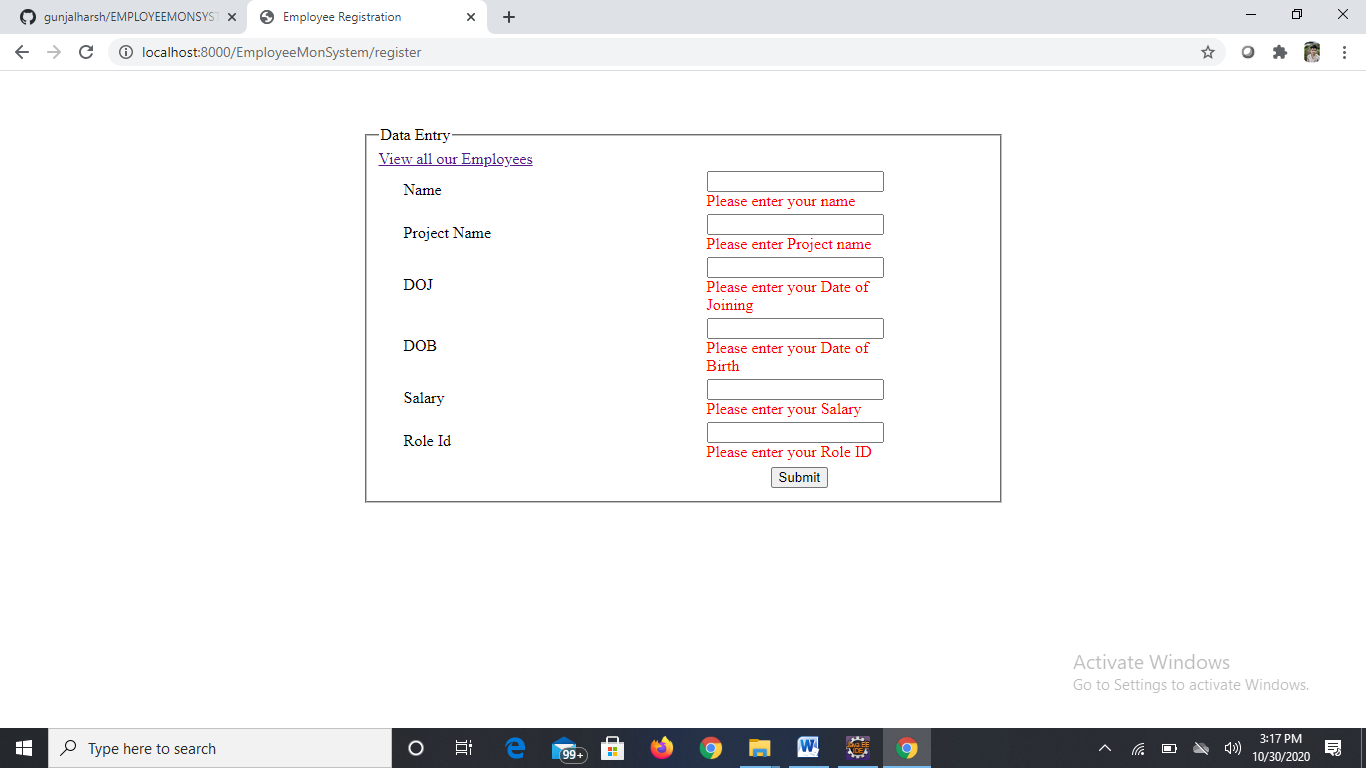 gunjalharsh/EMPLOYEEMONSYST
Employee Registration
localhost:8000/EmployeeMonSystem/register
Data Entry
View all our Employees
Name
Please enter your name
Project Name
Please enter Project name
DOJ
Please enter your Date of
Joining
DOB
Please enter your Date of
Birth
Salary
Please enter your Salary
Role Id
Please enter your Role ID
Submit
Activate Windows
Go to Settings to activate Windows.
Type here to search
99+
3:17 PM
10/30/2020